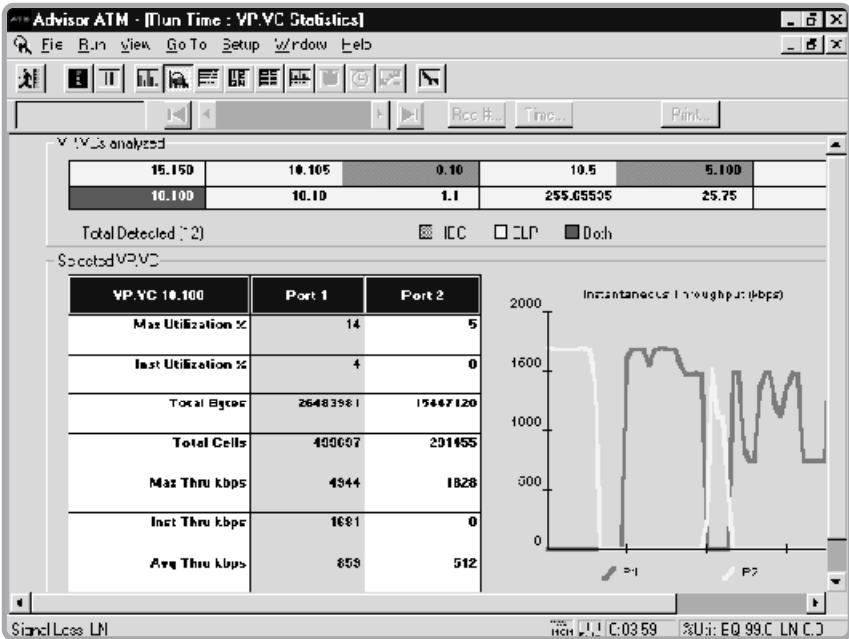 Advisor ATM - [Run Time : VP.VC Statistics]
File Run View Go To Setup Window Help
Rec #... Time... Print...
VP.VCs analyzed
15.150 10.105 0.10 10.5 5.100
10.100 10.10 1.1 255.65535 25.75
Total Detected (12) HEC CLP Both
Selected VP.VC
VP.VC 10.100 Port 1 Port 2
Max Utilization % 14 5
Inst Utilization % 4 0
Total Bytes 26483981 15447120
Total Cells 499697 291455
Max Thru kbps 4944 1828
Inst Thru kbps 1681 0
Avg Thru kbps 859 512
Instantaneous Throughput (kbps)
2000
1600
1000
500
0
P1 P2
Signal Loss LN 0:03:59 %Util: EQ 99.0 LN 0.0